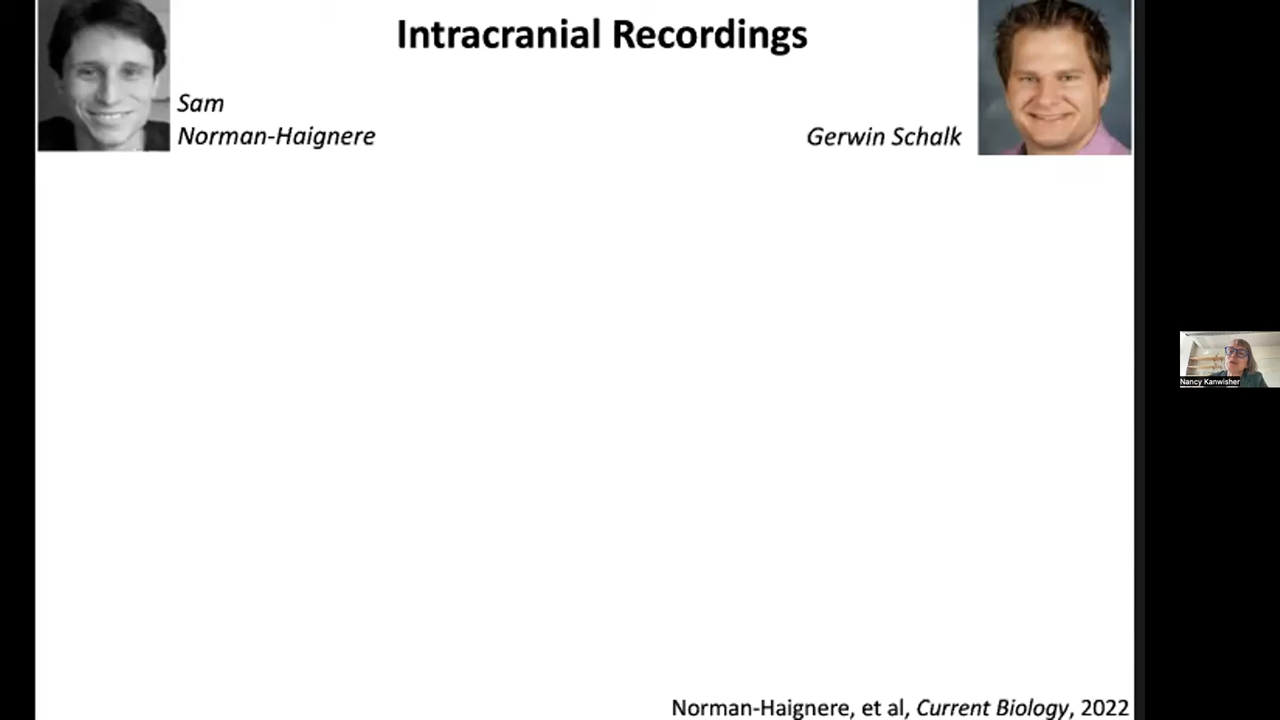 Intracranial Recordings
Sam
Norman-Haignere
Gerwin Schalk
Nancy Kanwisher
Norman-Haignere, et al, Current Biology, 2022